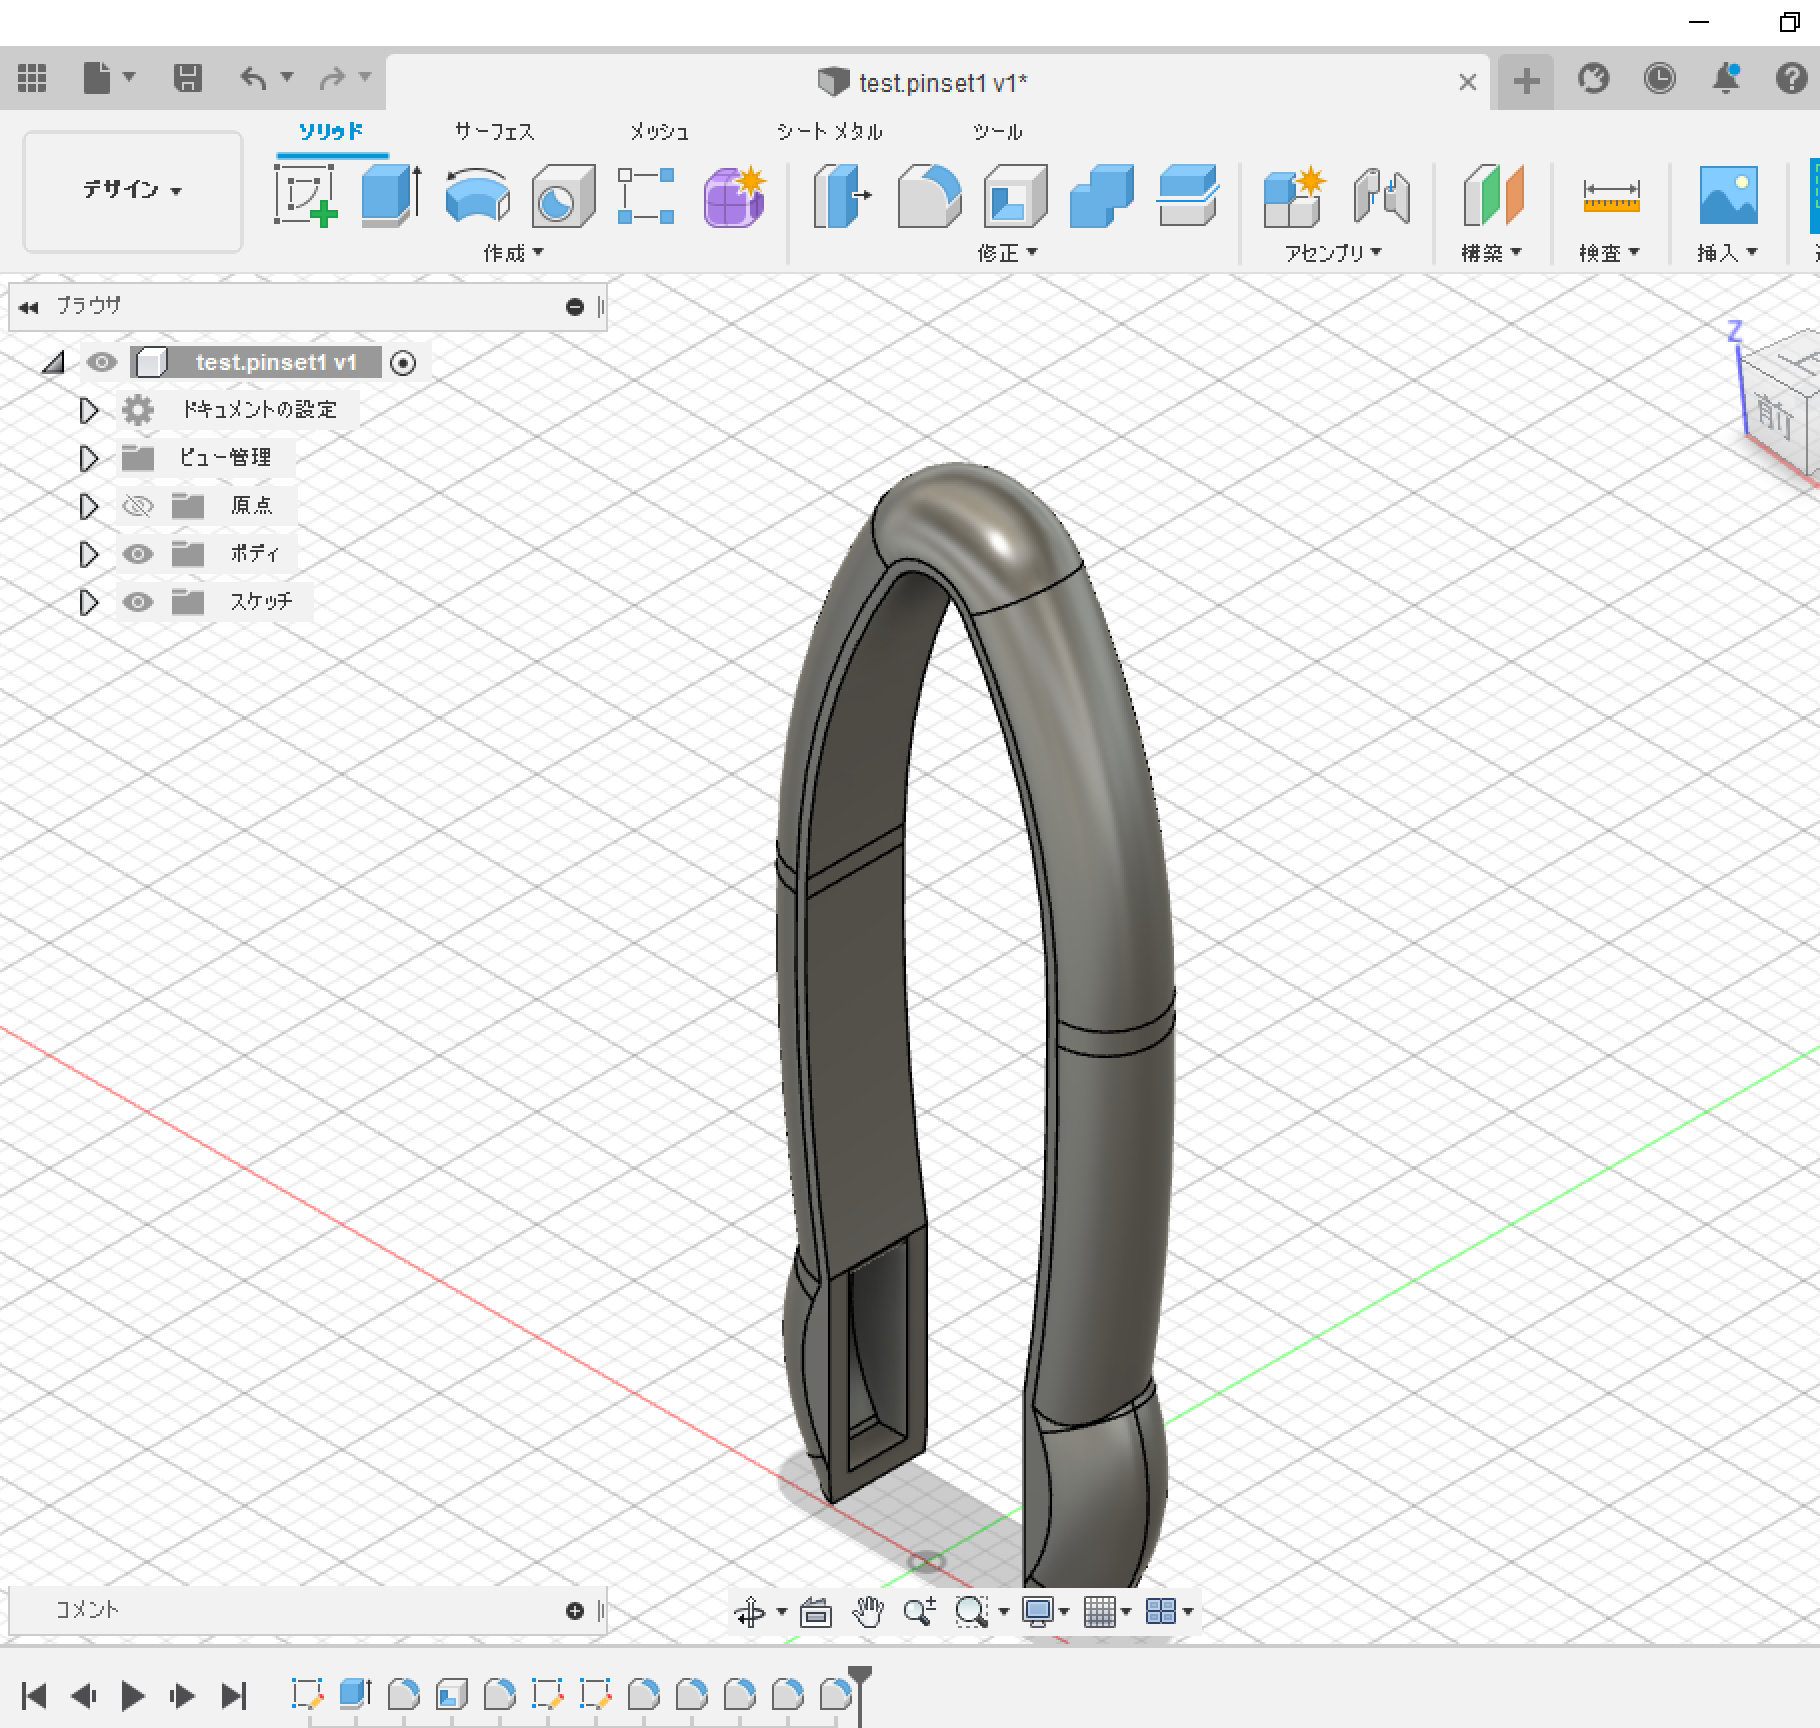 test.pinset1 v1*
ソリッド サーフェス メッシュ シート メタル ツール
デザイン
作成 修正 アセンブリ 構築 検査 挿入
ブラウザ
test.pinset1 v1
ドキュメントの設定
ビュー管理
原点
ボディ
スケッチ
Z
上
前
コメント